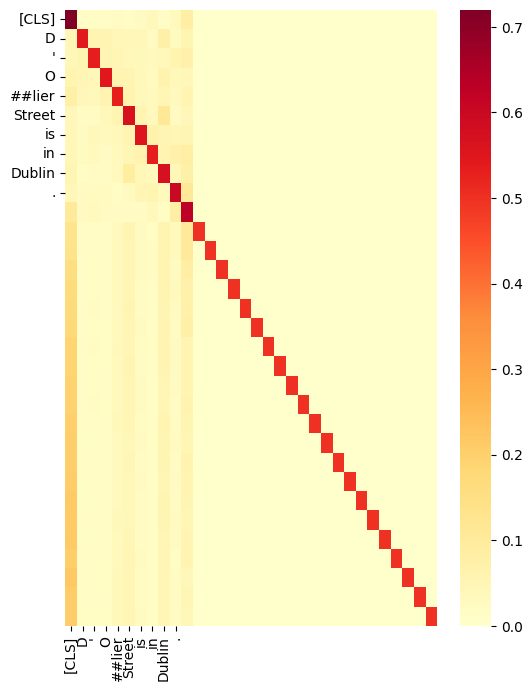 [CLS]
D
'
O
##lier
Street
is
in
Dublin
.
0.7
0.6
0.5
0.4
0.3
0.2
0.1
0.0
[CLS]
D
'
O
##lier
Street
is
in
Dublin
.